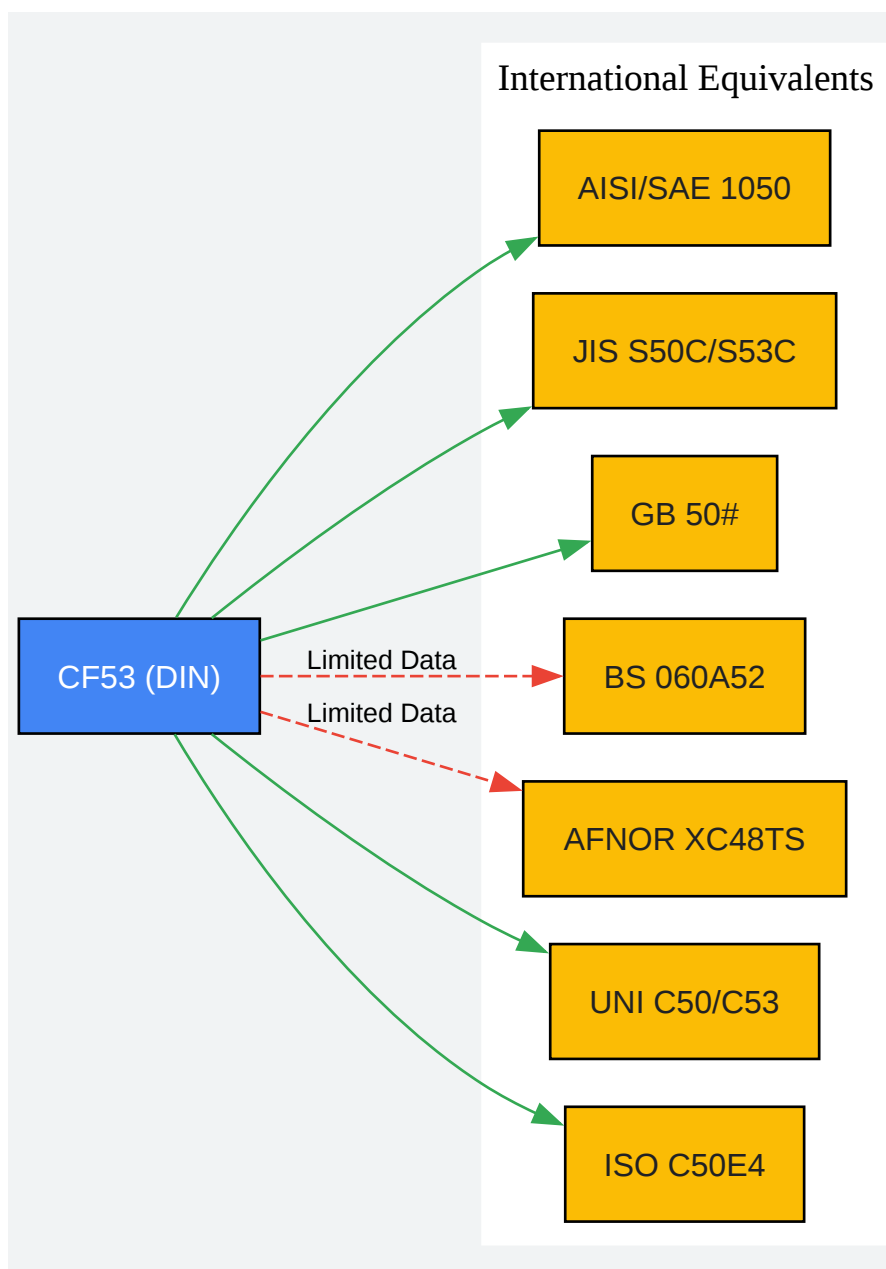 International Equivalents
AISI/SAE 1050
JIS S50C/S53C
GB 50#
CF53 (DIN)
Limited Data
BS 060A52
Limited Data
AFNOR XC48TS
UNI C50/C53
ISO C50E4